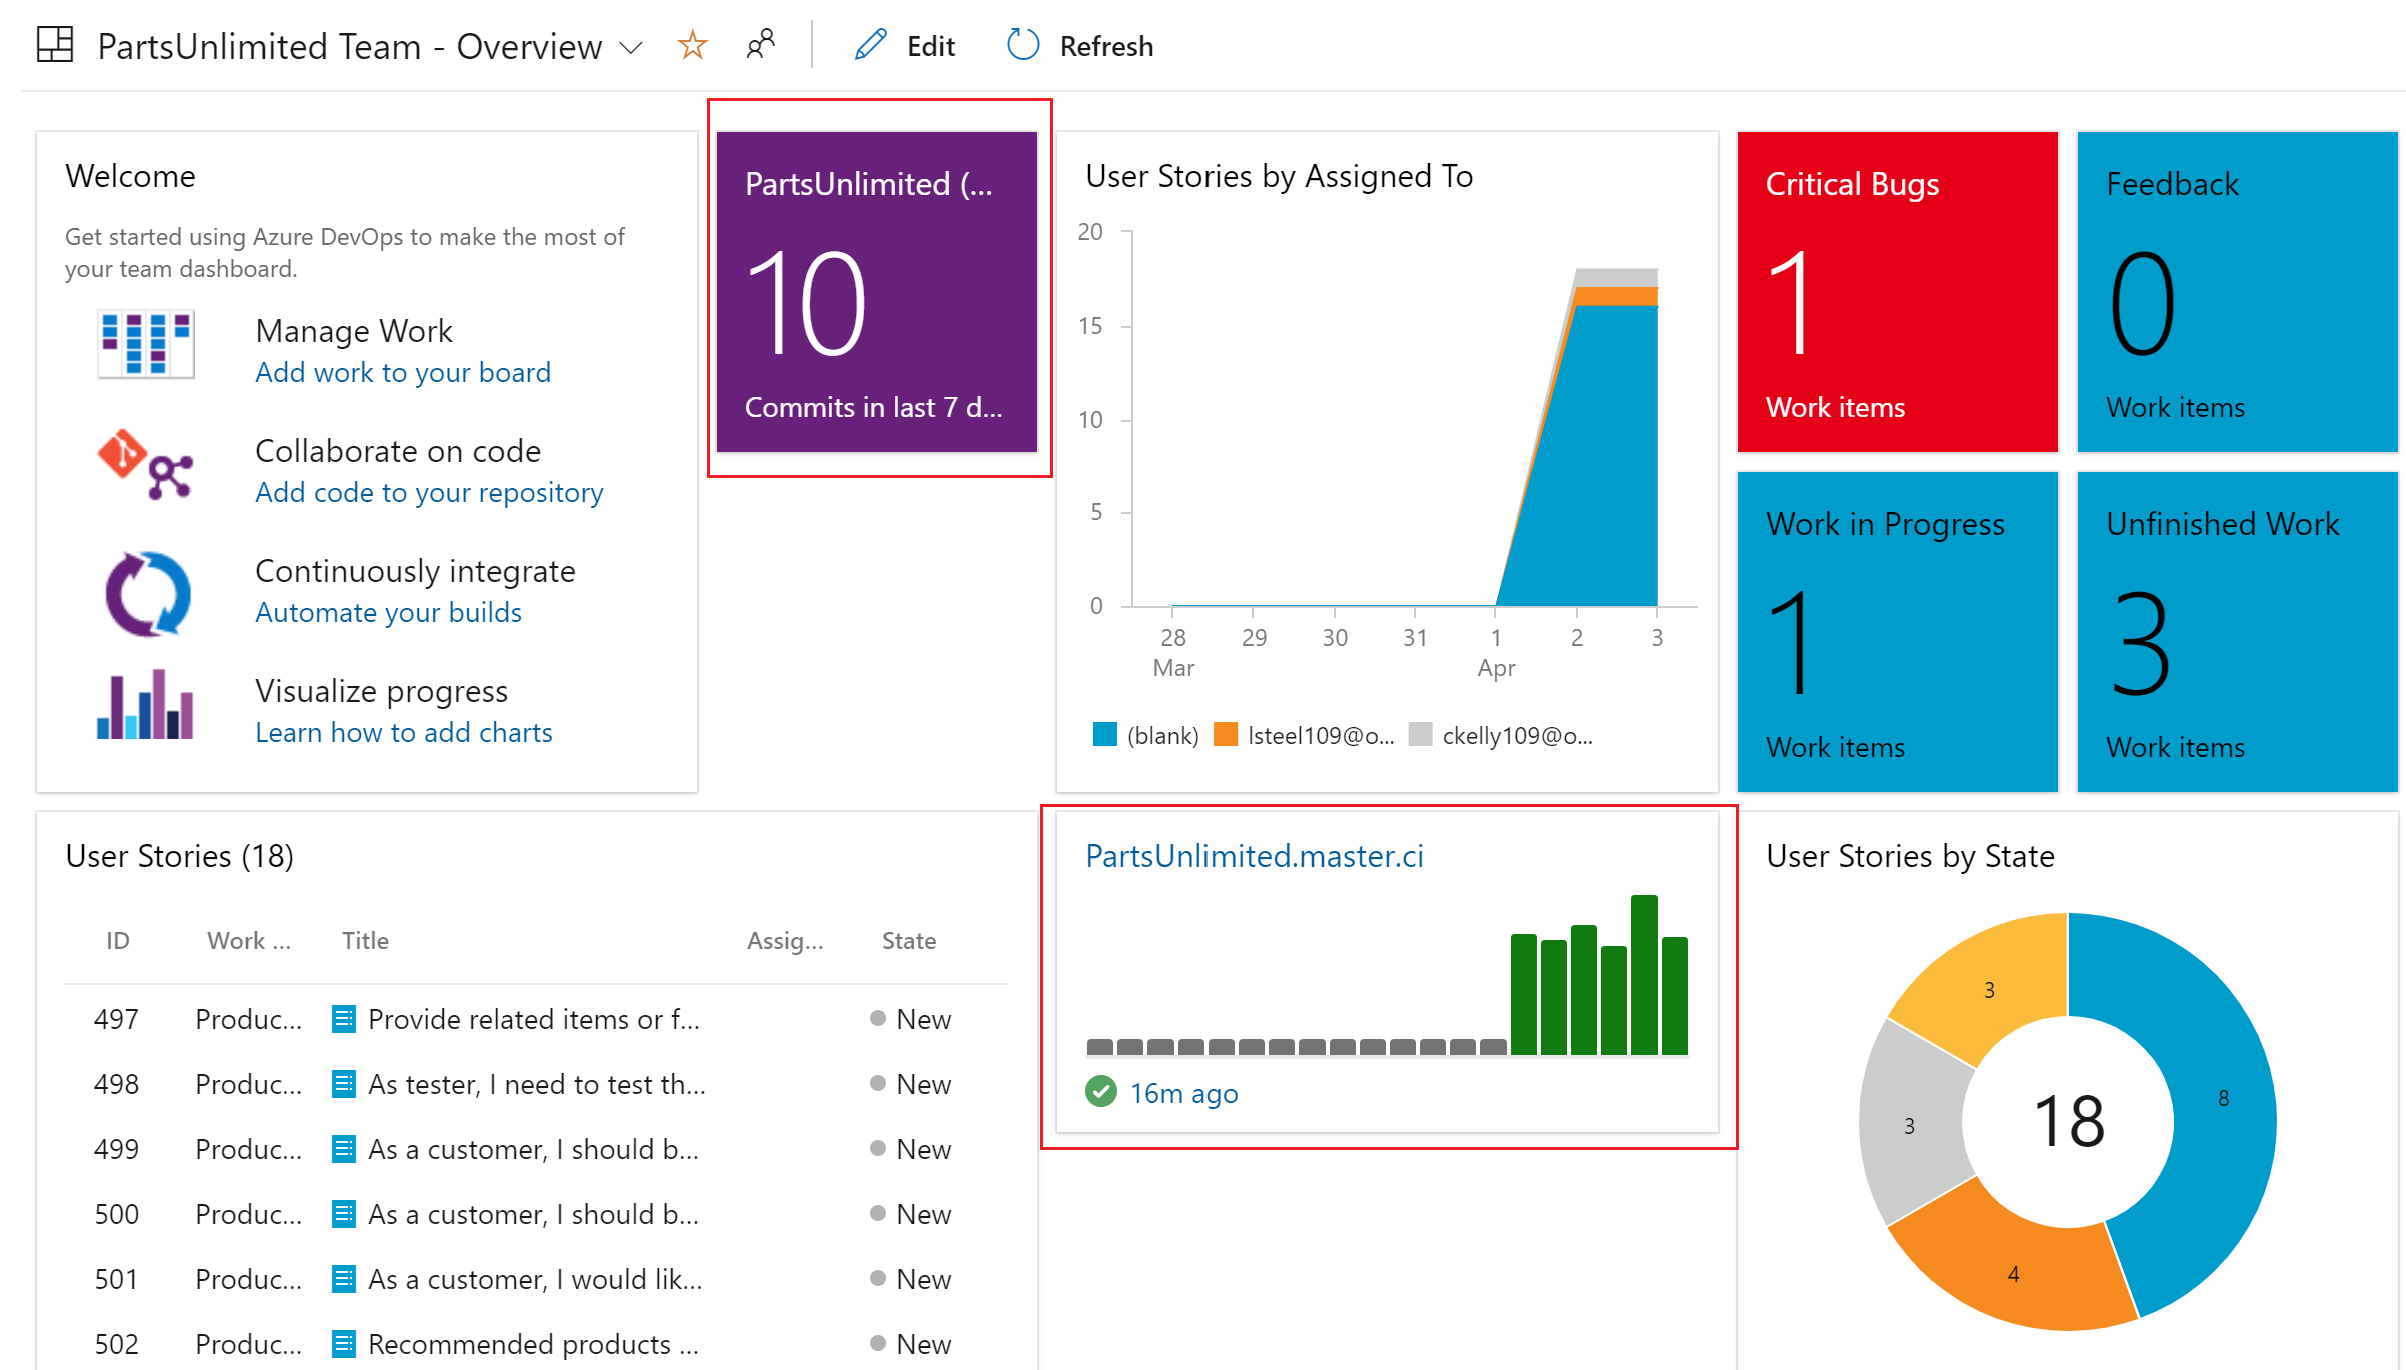 PartsUnlimited Team - Overview
Edit
Refresh
Welcome
Get started using Azure DevOps to make the most of
your team dashboard.
Manage Work
Add work to your board
Collaborate on code
Add code to your repository
Continuously integrate
Automate your builds
Visualize progress
Learn how to add charts
PartsUnlimited (...
10
Commits in last 7 d...
User Stories by Assigned To
20
15
10
5
0
28 29 30 31 1 2 3
Mar Apr
(blank) lsteel109@o... ckelly109@o...
Critical Bugs
1
Work items
Feedback
0
Work items
Work in Progress
1
Work items
Unfinished Work
3
Work items
User Stories (18)
ID Work ... Title Assig... State
497 Produc... Provide related items or f... New
498 Produc... As tester, I need to test th... New
499 Produc... As a customer, I should b... New
500 Produc... As a customer, I should b... New
501 Produc... As a customer, I would lik... New
502 Produc... Recommended products ... New
PartsUnlimited.master.ci
16m ago
User Stories by State
3
8
3
18
4